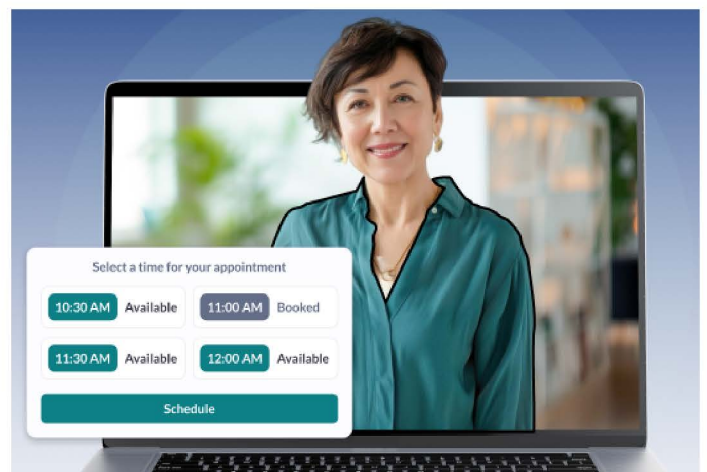 Select a time for your appointment
10:30 AM Available 11:00 AM Booked
11:30 AM Available 12:00 AM Available
Schedule